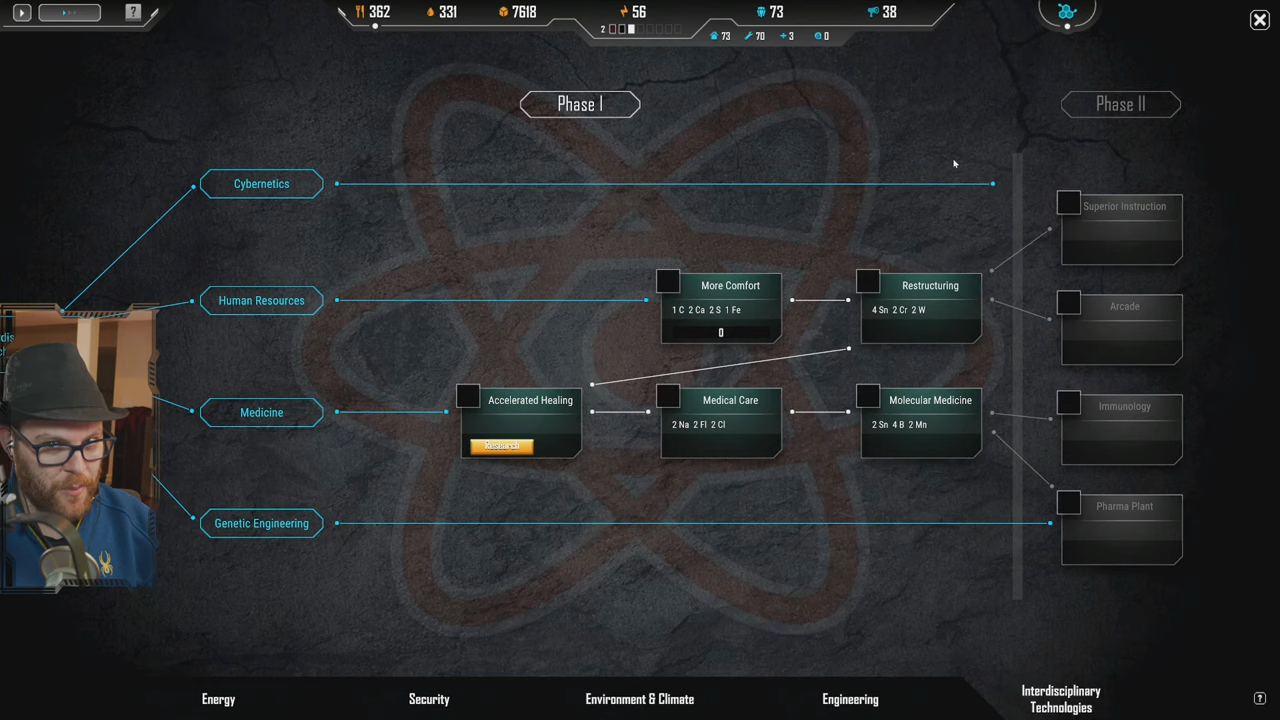 ?
362
331
7618
56
73
38
2
73
70
3
0
Phase I
Phase II
Cybernetics
Superior Instruction
Human Resources
More Comfort
1 C 2 Ca 2 S 1 Fe
0
Restructuring
4 Sn 2 Cr 2 W
Arcade
Medicine
Accelerated Healing
Research
Medical Care
2 Na 2 Fl 2 Cl
Molecular Medicine
2 Sn 4 B 2 Mn
Immunology
Genetic Engineering
Pharma Plant
Energy
Security
Environment & Climate
Engineering
Interdisciplinary
Technologies
?